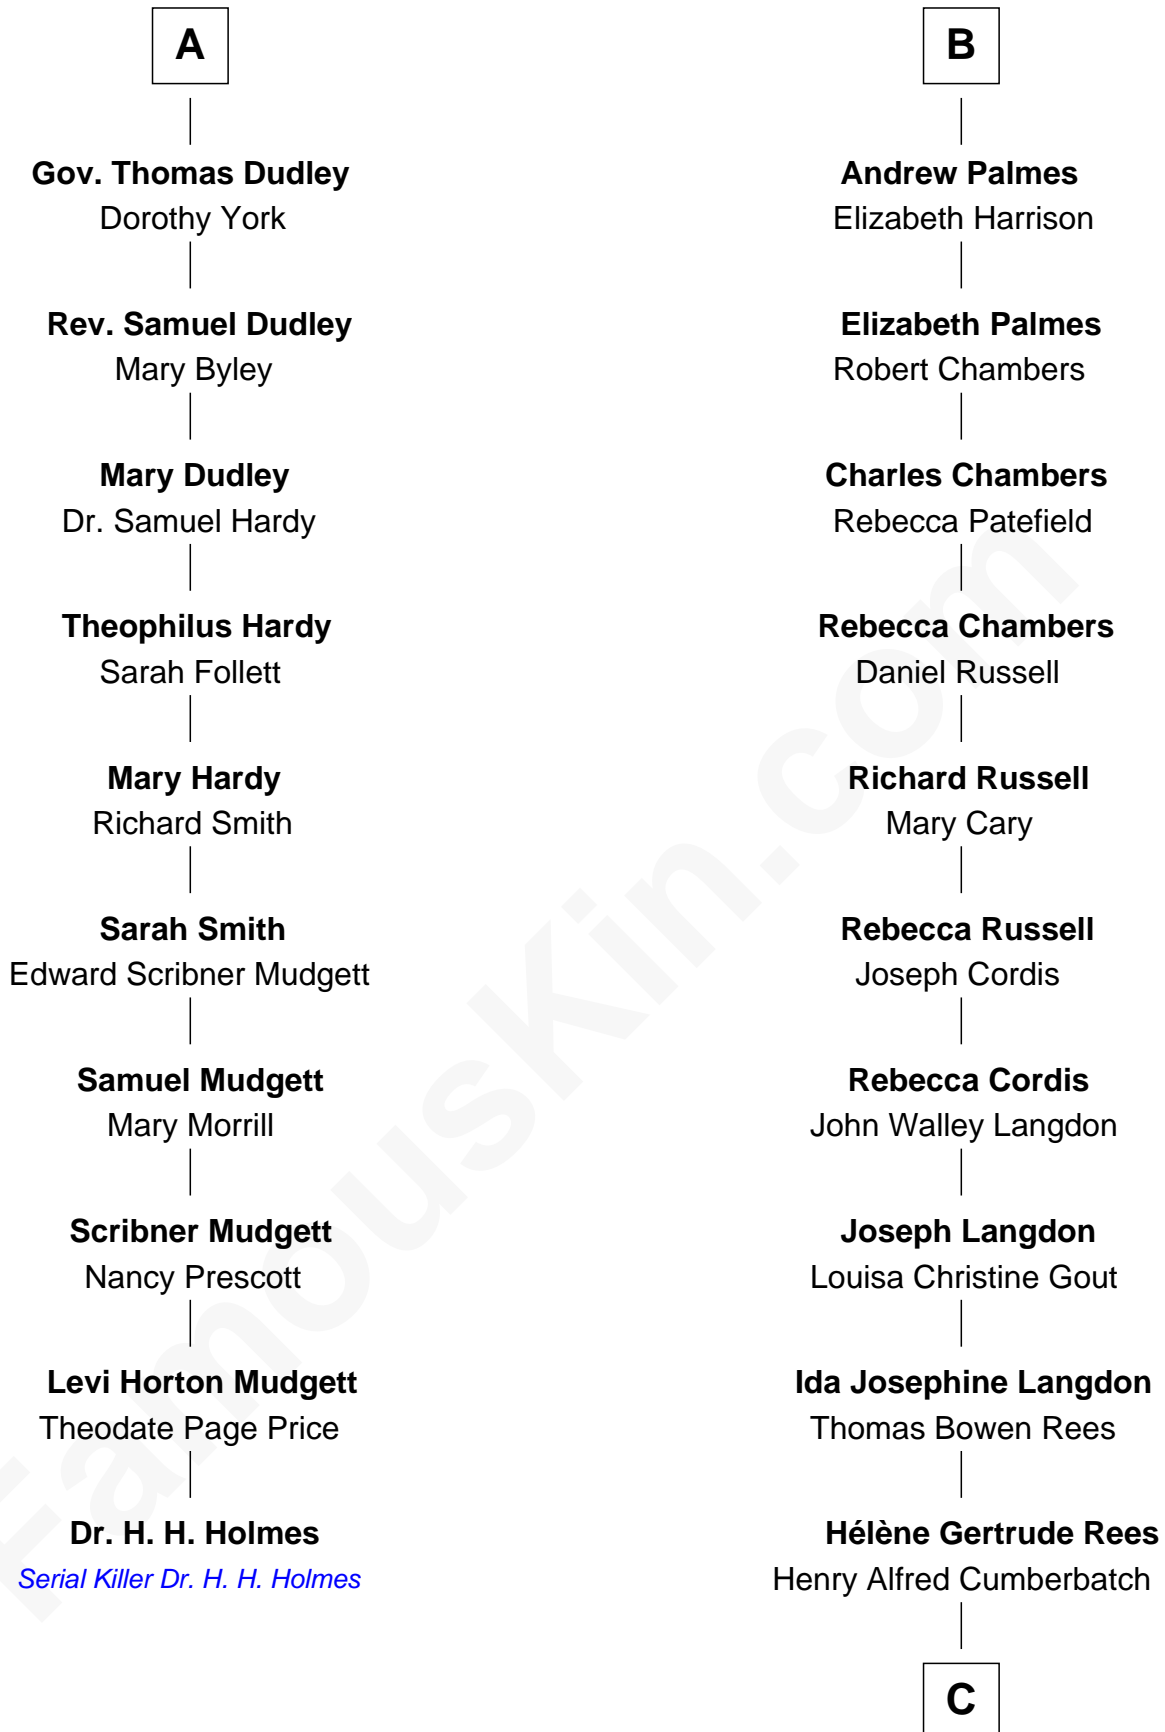 A
Gov. Thomas Dudley
Dorothy York
Rev. Samuel Dudley
Mary Byley
Mary Dudley
Dr. Samuel Hardy
Theophilus Hardy
Sarah Follett
Mary Hardy
Richard Smith
Sarah Smith
Edward Scribner Mudgett
Samuel Mudgett
Mary Morrill
Scribner Mudgett
Nancy Prescott
Levi Horton Mudgett
Theodate Page Price
Dr. H. H. Holmes
Serial Killer Dr. H. H. Holmes
B
Andrew Palmes
Elizabeth Harrison
Elizabeth Palmes
Robert Chambers
Charles Chambers
Rebecca Patefield
Rebecca Chambers
Daniel Russell
Richard Russell
Mary Cary
Rebecca Russell
Joseph Cordis
Rebecca Cordis
John Walley Langdon
Joseph Langdon
Louisa Christine Gout
Ida Josephine Langdon
Thomas Bowen Rees
Hélène Gertrude Rees
Henry Alfred Cumberbatch
C
FamousKin.com